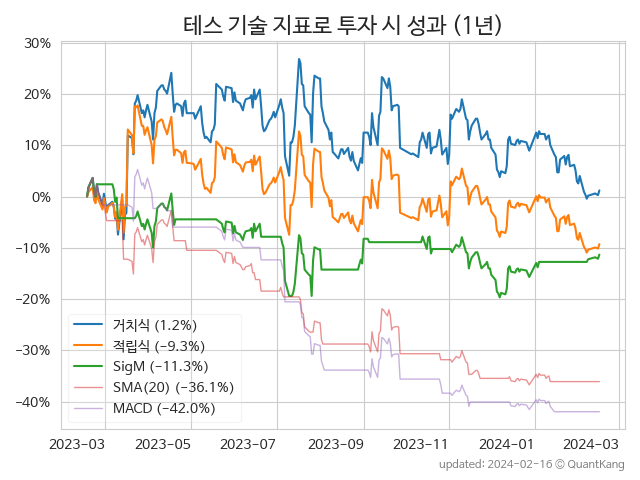 테스 기술 지표로 투자 시 성과 (1년)
30%
20%
10%
0%
−10%
−20%
−30%
−40%
거치식 (1.2%)
적립식 (−9.3%)
SigM (−11.3%)
SMA(20) (−36.1%)
MACD (−42.0%)
2023−03 2023−05 2023−07 2023−09 2023−11 2024−01 2024−03
updated: 2024−02−16 © QuantKang